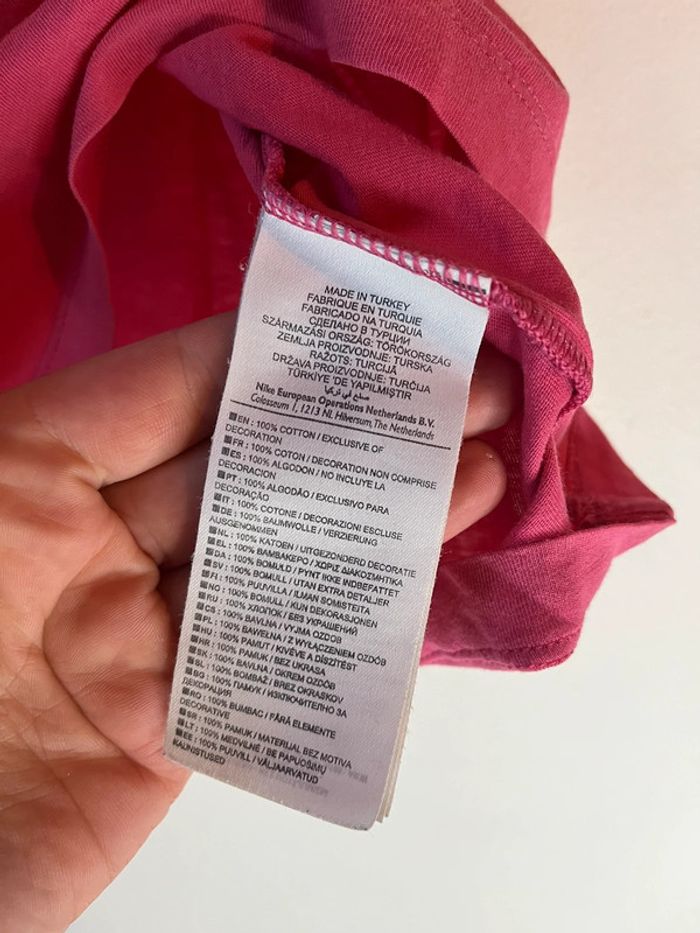 MADE IN TURKEY
FABRIQUE EN TURQUIE
FABRICADO NA TURQUIA
СДЕЛАНО В ТУРЦИИ
SZÁRMAZÁSI ORSZÁG: TÖRÖKORSZÁG
ZEMLJA PROIZVODNJE: TURSKA
RAŽOTS: TURCIJĀ
DRŽAVA PROIZVODNJE: TURČIJA
TÜRKİYE 'DE YAPILMIŞTIR
صنع في تركيا
Nike European Operations Netherlands B.V.
Colosseum 1, 1213 NL Hilversum, The Netherlands
EN : 100% COTTON / EXCLUSIVE OF
DECORATION
FR : 100% COTON / DECORATION NON COMPRISE
ES : 100% ALGODON / NO INCLUYE LA
DECORACION
PT : 100% ALGODÃO / EXCLUSIVO PARA
DECORAÇÃO
IT : 100% COTONE / DECORAZIONI ESCLUSE
DE : 100% BAUMWOLLE / VERZIERUNG
AUSGENOMMEN
NL : 100% KATOEN / UITGEZONDERD DECORATIE
EL : 100% ΒΑΜΒΑΚΕΡΟ / ΧΩΡΙΣ ΔΙΑΚΟΣΜΗΤΙΚΑ
DA : 100% BOMULD / PYNT IKKE INDBEFATTET
SV : 100% BOMULL / UTAN EXTRA DETALJER
FI : 100% PUUVILLA / ILMAN SOMISTEITA
NO : 100% BOMULL / KUN DEKORASJONEN
RU : 100% ХЛОПОК / БЕЗ УКРАШЕНИЙ
CS : 100% BAVLNA / VYJMA OZDOB
PL : 100% BAWEŁNA / Z WYŁĄCZENIEM OZDÓB
HU : 100% PAMUT / KIVÉVE A DÍSZÍTÉST
HR : 100% PAMUK / BEZ UKRASA
SK : 100% BAVLNA / OKREM OZDÔB
SL : 100% BOMBAŽ / BREZ OKRASKOV
BG : 100% ПАМУК / ИЗКЛЮЧИТЕЛНО ЗА
ДЕКОРАЦИЯ
RO : 100% BUMBAC / FĂRĂ ELEMENTE
DECORATIVE
SR : 100% PAMUK / MATERIJAL BEZ MOTIVA
LT : 100% MEDVILNĖ / BE PAPUOŠIMŲ
EE : 100% PUUVILL / VÄLJAARVATUD
KAUNISTUSED